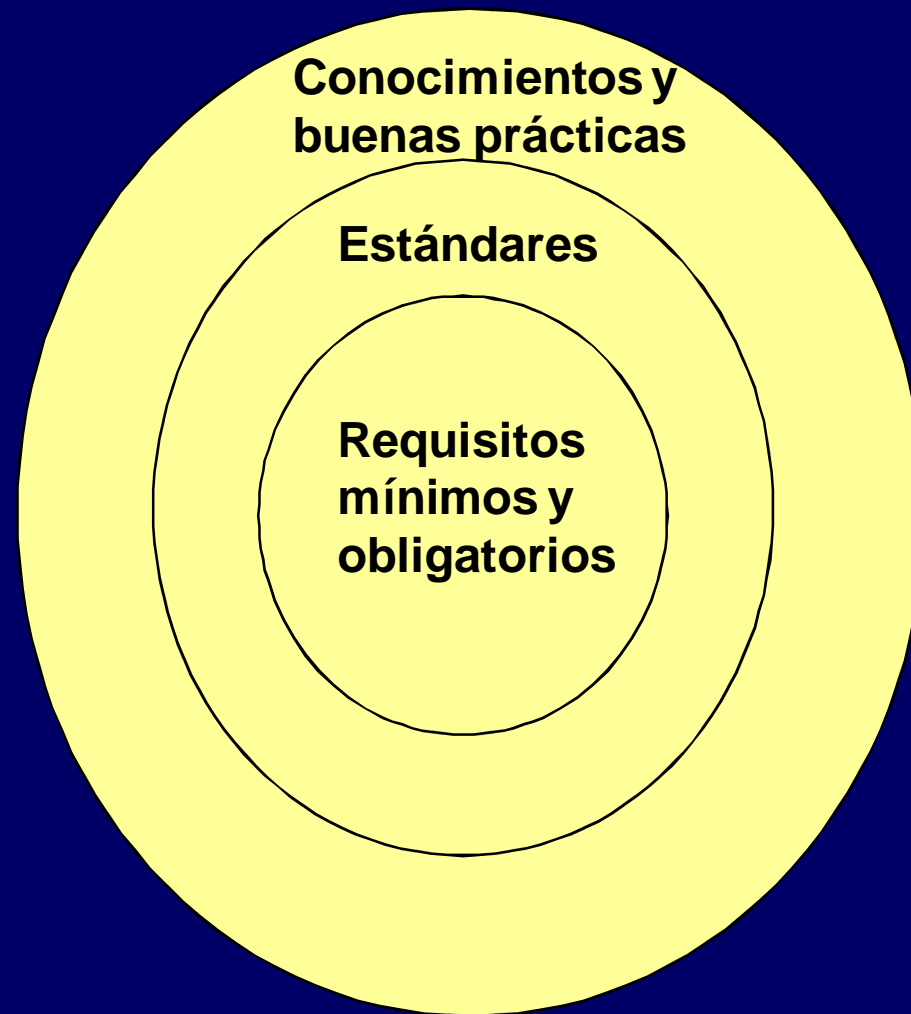 Conocimientos y
buenas prácticas
Estándares
Requisitos
mínimos y
obligatorios